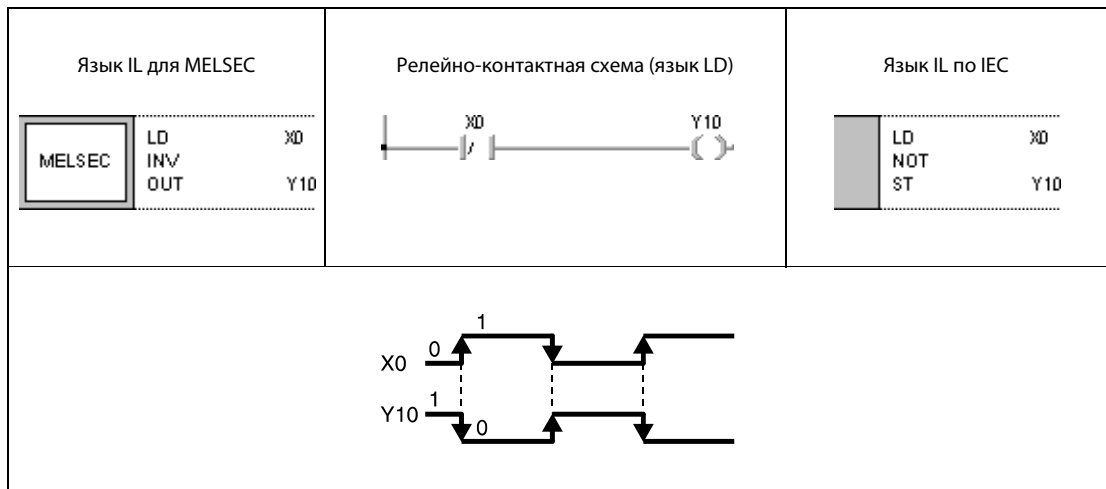 Язык IL для MELSEC
MELSEC
LD X0
INV
OUT Y10
Релейно-контактная схема (язык LD)
X0 Y10
Язык IL по IEC
LD X0
NOT
ST Y10
1
X0 0
Y10 1
0